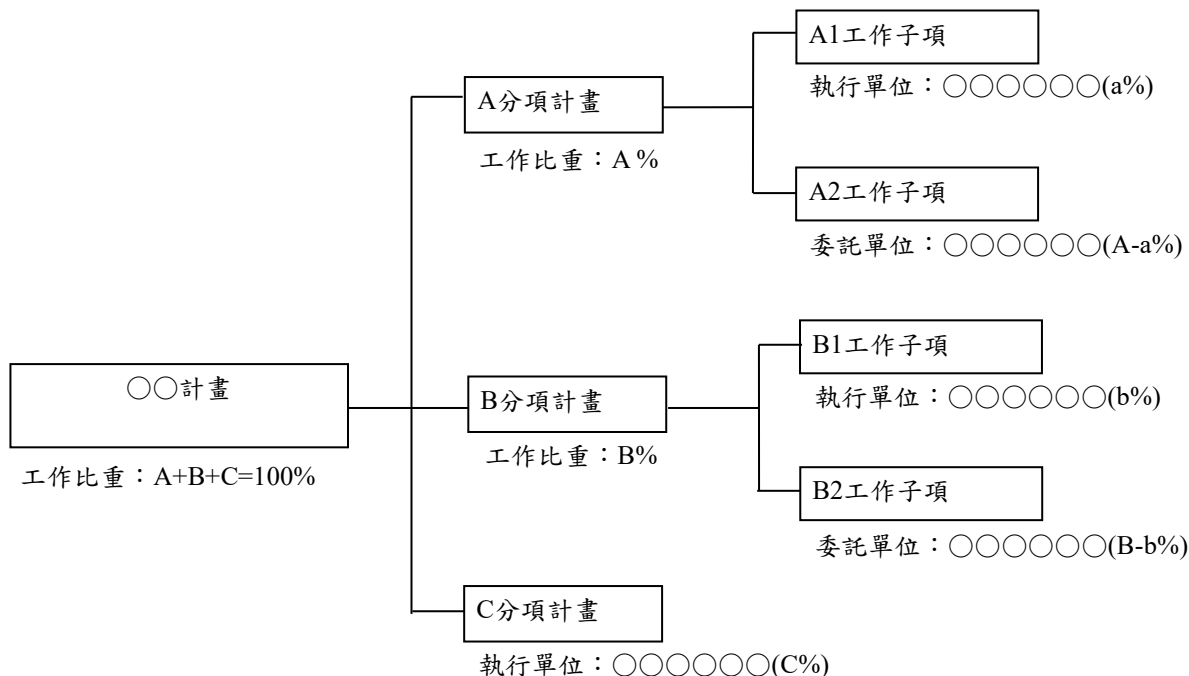 A1工作子項
執行單位：○○○○○○(a%)
A分項計畫
工作比重：A %
A2工作子項
委託單位：○○○○○○(A-a%)
B1工作子項
執行單位：○○○○○○(b%)
○○計畫
工作比重：A+B+C=100%
B分項計畫
工作比重：B%
B2工作子項
委託單位：○○○○○○(B-b%)
C分項計畫
執行單位：○○○○○○(C%)